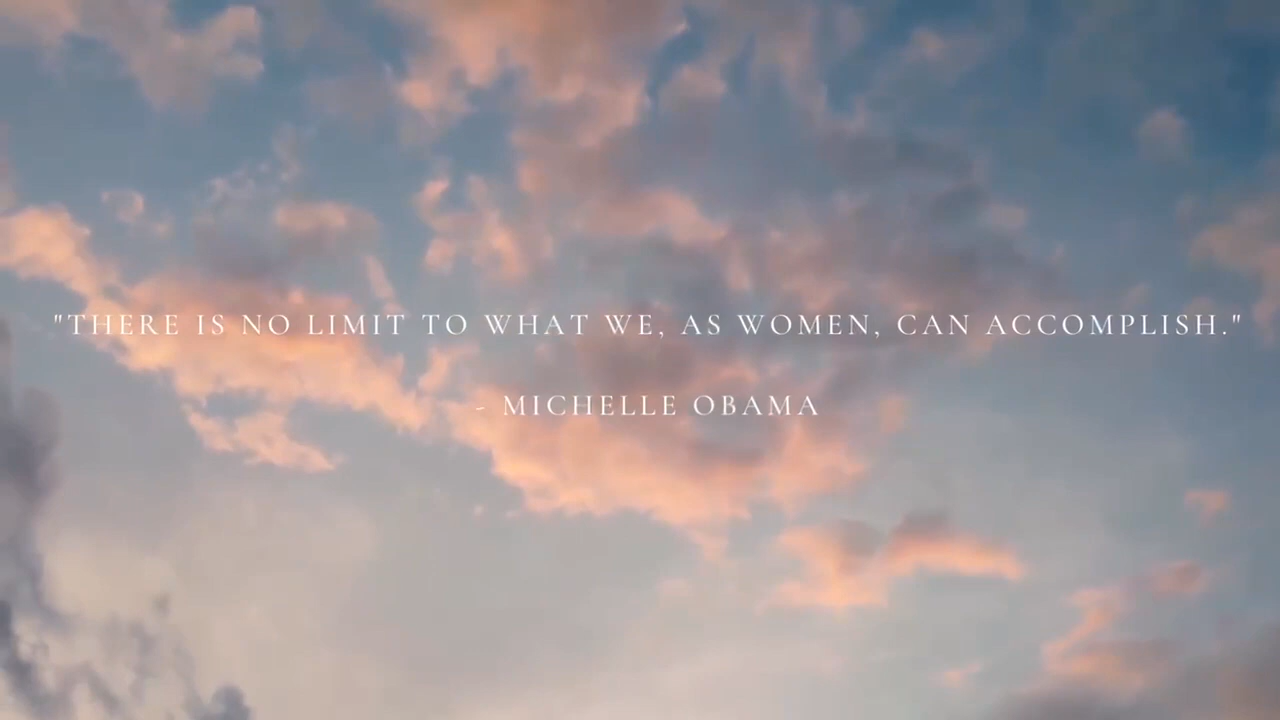 "THERE IS NO LIMIT TO WHAT WE, AS WOMEN, CAN ACCOMPLISH."
- MICHELLE OBAMA